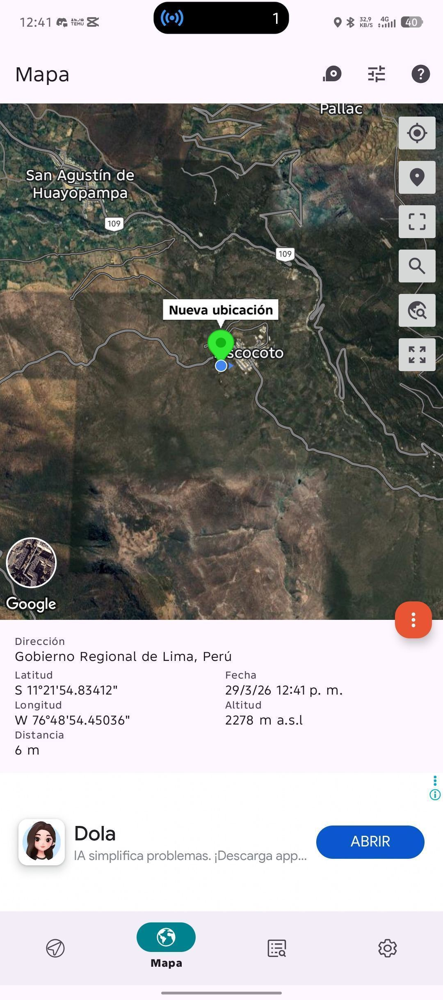 12:41
TEMU
1
32,9
KB/S
4G
40
Mapa
Pallac
San Agustín de
Huayopampa
109
109
Nueva ubicación
scocoto
Google
Dirección
Gobierno Regional de Lima, Perú
Latitud
Fecha
S 11°21'54.83412"
29/3/26 12:41 p. m.
Longitud
Altitud
W 76°48'54.45036"
2278 m a.s.l
Distancia
6 m
Dola
IA simplifica problemas. ¡Descarga app...
ABRIR
Mapa